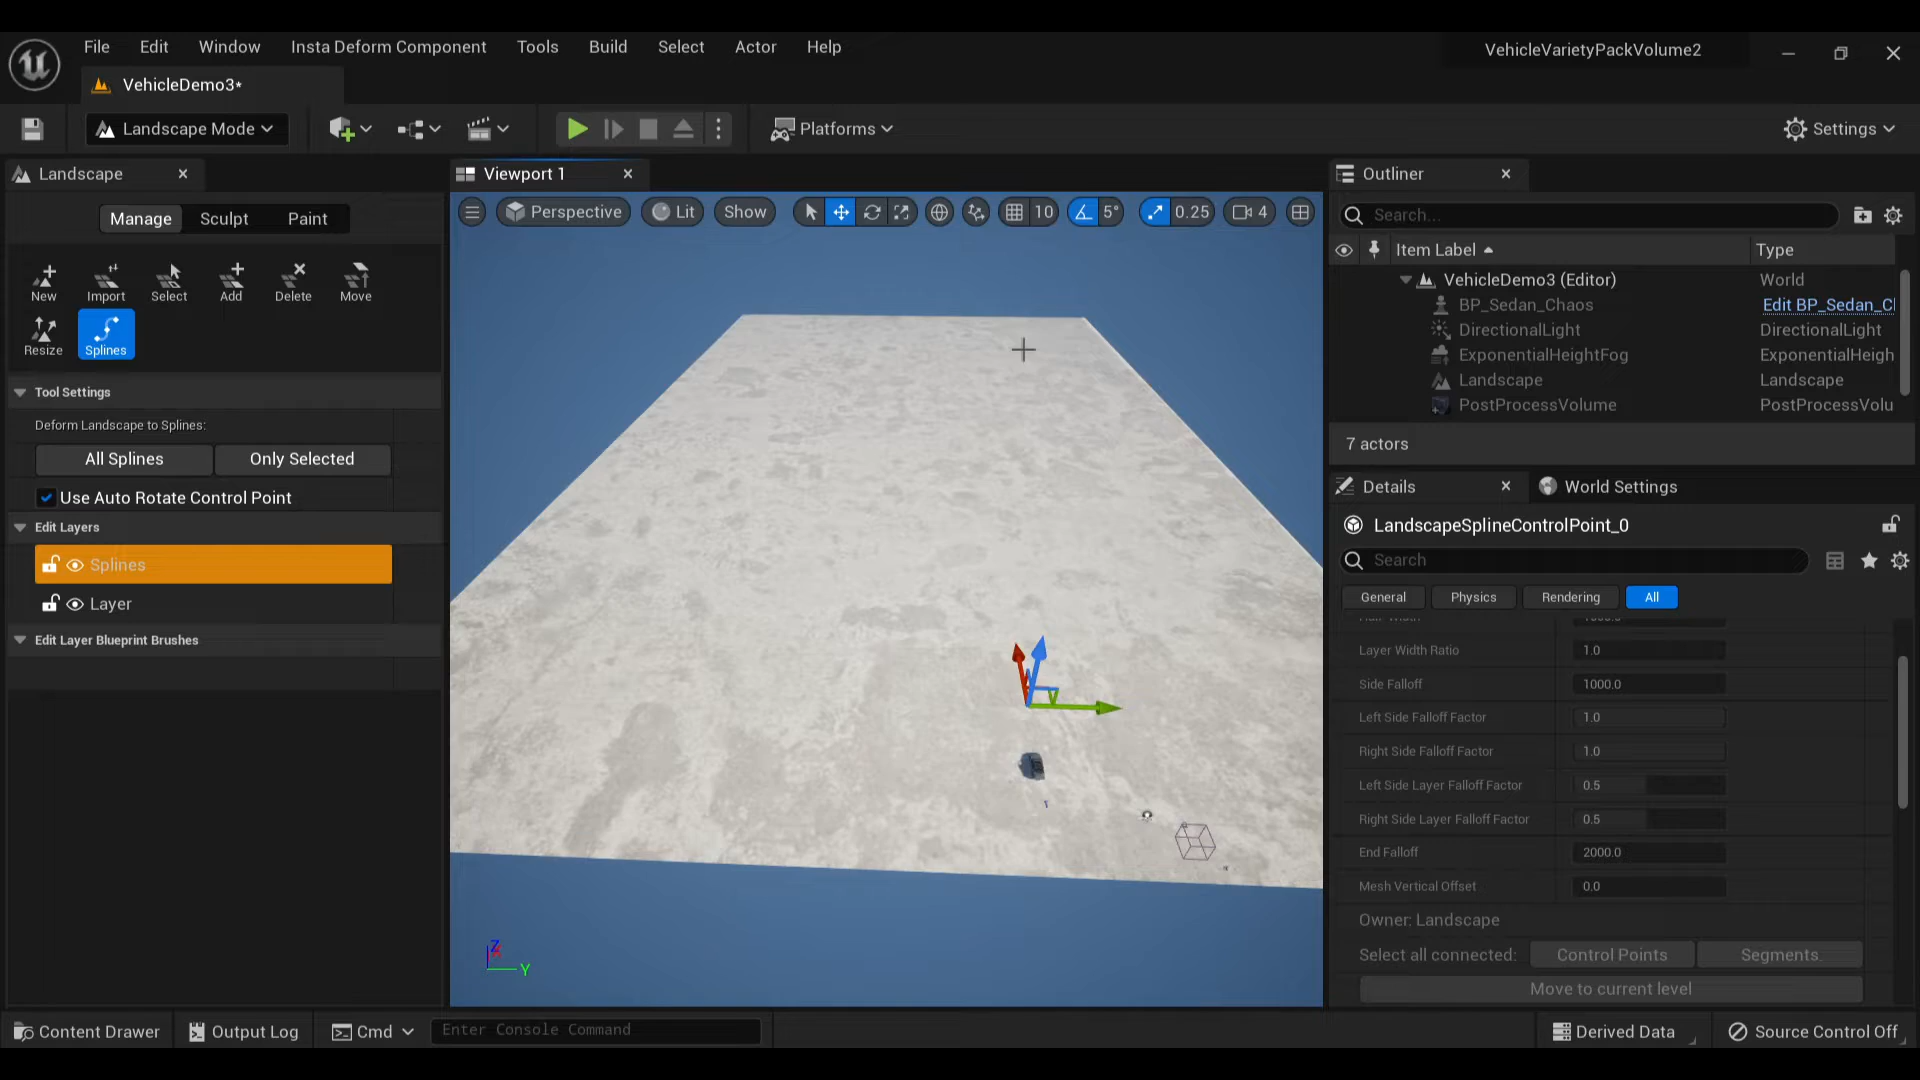 File Edit Window Insta Deform Component Tools Build Select Actor Help
VehicleVarietyPackVolume2
VehicleDemo3*
Landscape Mode
Platforms
Settings
Landscape
Viewport 1
Outliner
Manage Sculpt Paint
Perspective Lit Show 10 5° 0.25 4
Search...
Item Label Type
New Import Select Add Delete Move
VehicleDemo3 (Editor) World
BP_Sedan_Chaos Edit BP_Sedan_Cl
DirectionalLight DirectionalLight
Resize Splines
ExponentialHeightFog ExponentialHeigh
Landscape Landscape
Tool Settings
PostProcessVolume PostProcessVolu
Deform Landscape to Splines:
7 actors
All Splines Only Selected
Details World Settings
Use Auto Rotate Control Point
Edit Layers
LandscapeSplineControlPoint_0
Splines
Search
Layer
General Physics Rendering All
Edit Layer Blueprint Brushes
Layer Width Ratio 1.0
Side Falloff 1000.0
Left Side Falloff Factor 1.0
Right Side Falloff Factor 1.0
Left Side Layer Falloff Factor 0.5
Right Side Layer Falloff Factor 0.5
End Falloff 2000.0
Mesh Vertical Offset 0.0
Owner: Landscape
Select all connected: Control Points Segments
Move to current level
Z
Y
Content Drawer Output Log Cmd Enter Console Command Derived Data Source Control Off